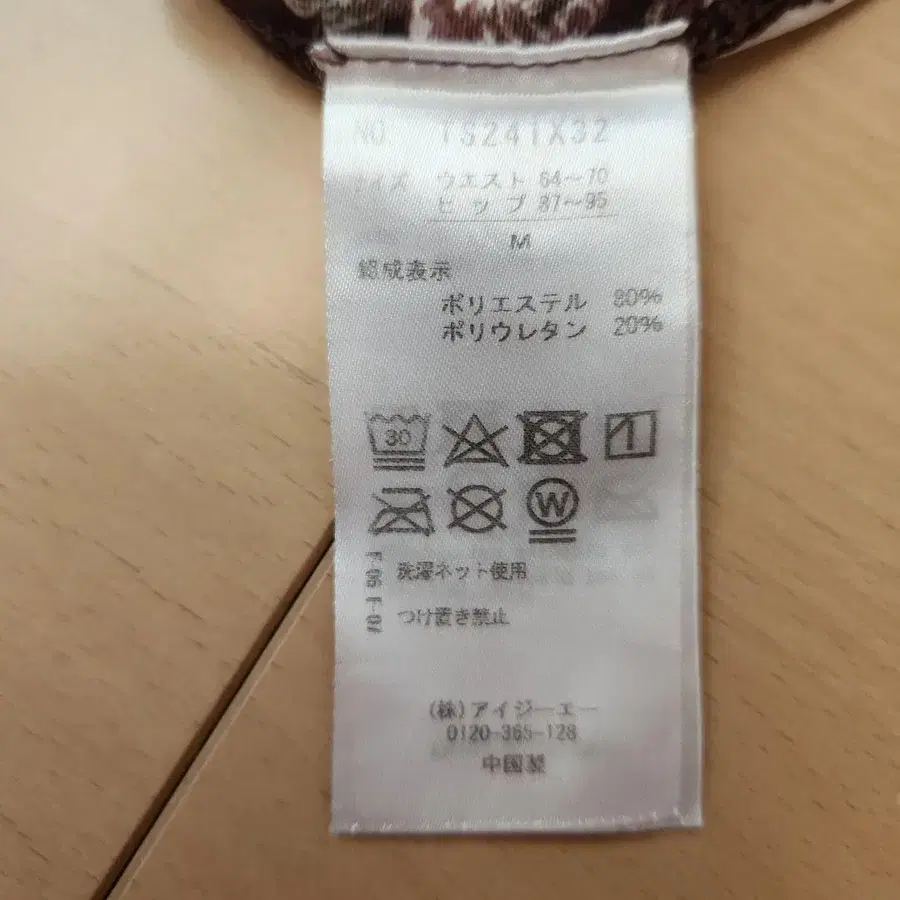 NO TS241X32
サイズ ウエスト 64〜70
ヒップ 87〜95
M
組成表示
ポリエステル 80%
ポリウレタン 20%
30
W
F-06 F-07
洗濯ネット使用
つけ置き禁止
(株)アイジーエー
0120-365-128
中国製